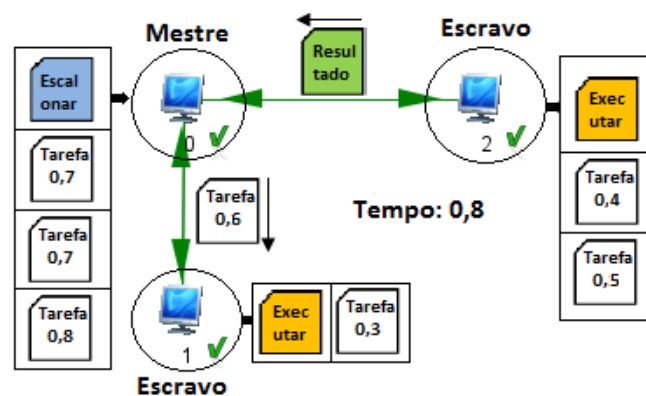 Mestre
Escravo
Resul
tado
Escal
onar
0
2
Exec
utar
Tarefa
0,7
Tarefa
0,6
Tempo: 0,8
Tarefa
0,4
Tarefa
0,7
Tarefa
0,5
Tarefa
0,8
1
Exec
utar
Tarefa
0,3
Escravo